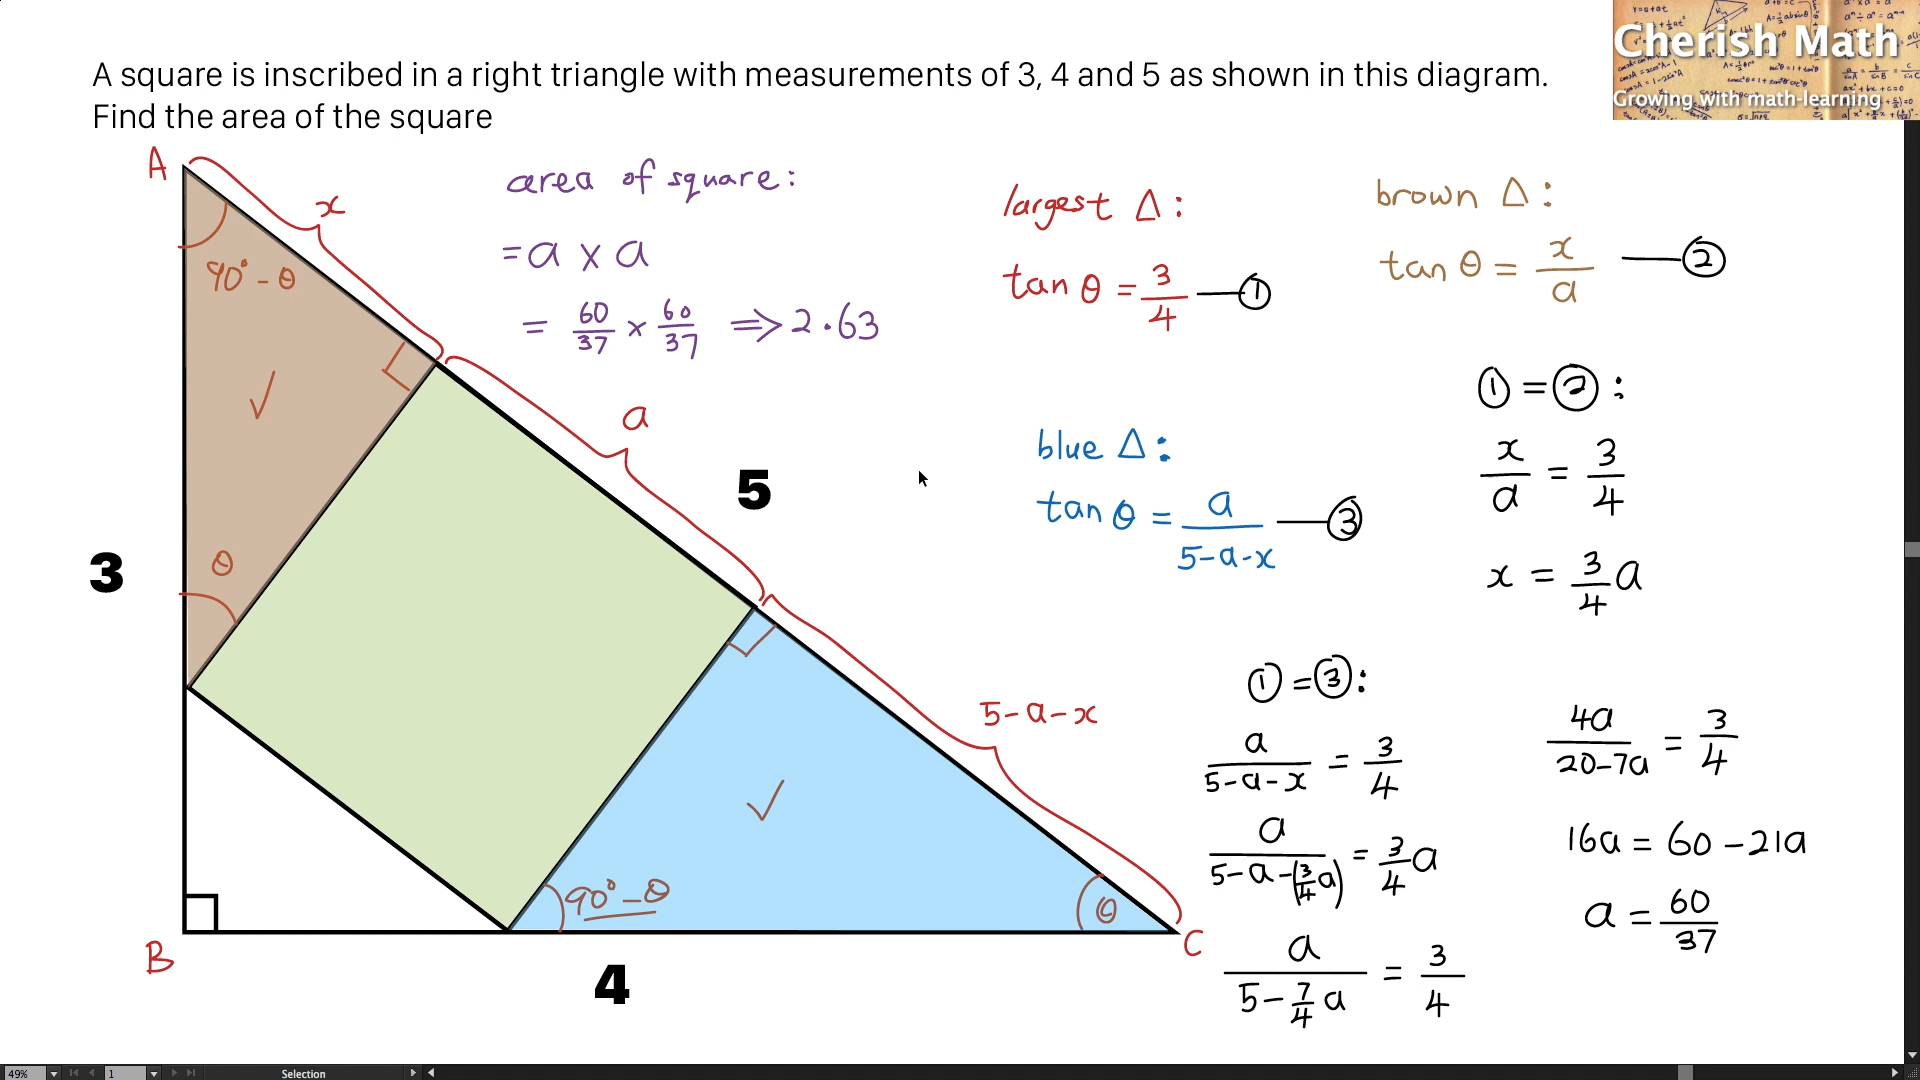 A square is inscribed in a right triangle with measurements of 3, 4 and 5 as shown in this diagram.
Find the area of the square
Cherish Math
Growing with math-learning
A
x
90° - θ
θ
a
5
3
5-a-x
90° - θ
θ
B
4
C
area of square:
= a x a
= 60/37 x 60/37 ⇒ 2.63
largest Δ:
tan θ = 3/4 — ①
brown Δ:
tan θ = x/a — ②
blue Δ:
tan θ = a/(5-a-x) — ③
① = ②:
x/a = 3/4
x = 3/4 a
① = ③:
a/(5-a-x) = 3/4
a/(5-a-(3/4 a)) = 3/4 a
a/(5-7/4 a) = 3/4
4a/(20-7a) = 3/4
16a = 60 - 21a
a = 60/37
49%
1
Selection